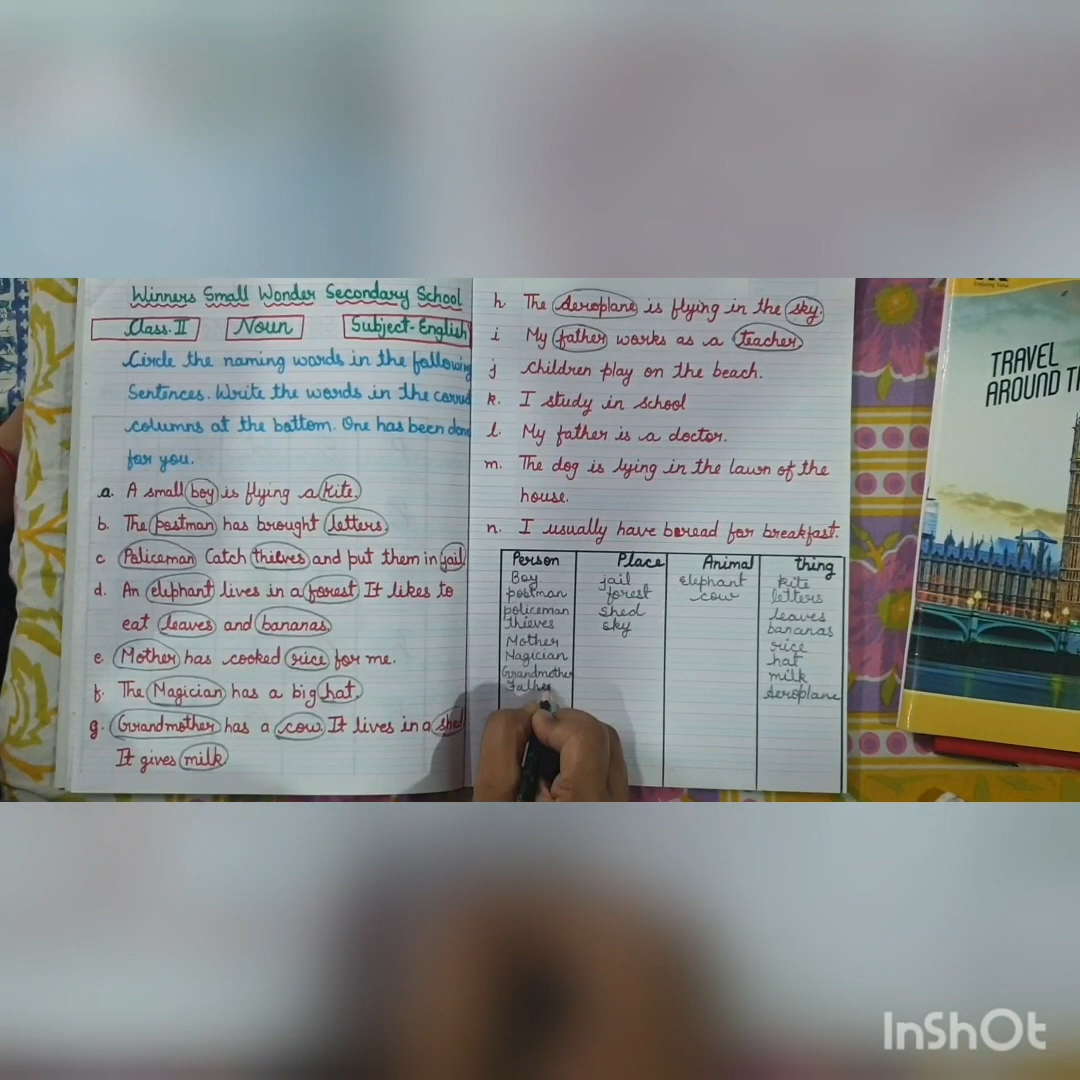 Winners Small Wonder Secondary School
Class. II
Noun
Subject-English
Circle the naming words in the following
Sentences. Write the words in the corre
columns at the bottom. One has been done
for you.
a. A small boy is flying a kite.
b. The postman has brought letters.
c Policeman Catch thieves and put them in jail
d. An elephant lives in a forest It likes to
eat leaves and bananas.
e. Mother has cooked rice for me.
f. The Magician has a big hat.
g. Grandmother has a cow. It lives in a shed
It gives milk
h. The Aeroplane is flying in the sky.
i My father works as a teacher
j children play on the beach.
k. I study in school
l. My father is a doctor.
m. The dog is lying in the lawn of the
house.
n. I usually have beread for breakfast.
Person Place Animal thing
Boy jail elephant kite
postman forest cow letters
policeman shed leaves
thieves sky bananas
Mother rice
Magician hat
Grandmother milk
Father Aeroplane
TRAVEL
AROUND TH
InShOt